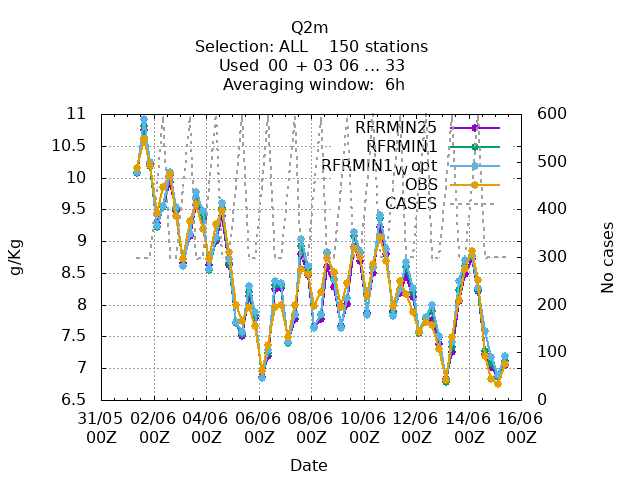 Q2m
Selection: ALL    150 stations
Used  00 + 03 06 ... 33
Averaging window:  6h
g/Kg
11
10.5
10
9.5
9
8.5
8
7.5
7
6.5
600
500
400
300
200
100
0
No cases
RFRMIN25
RFRMIN1
RFRMIN1w opt
OBS
CASES
31/05 02/06 04/06 06/06 08/06 10/06 12/06 14/06 16/06
00Z 00Z 00Z 00Z 00Z 00Z 00Z 00Z 00Z
Date